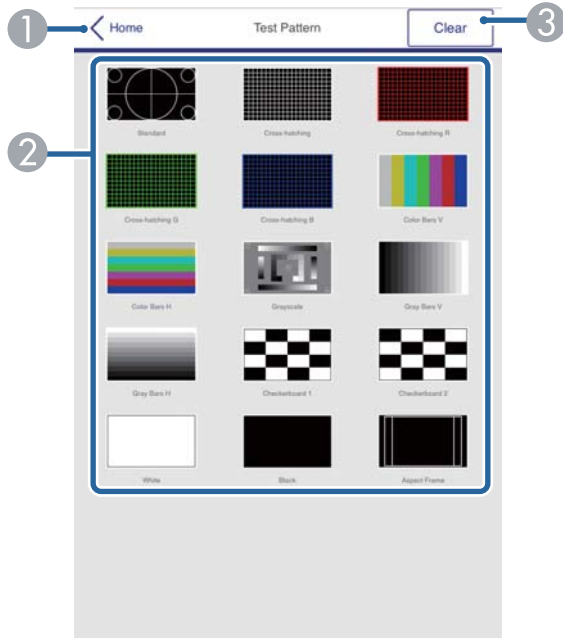 1 Home Test Pattern Clear 3
2
Standard Cross-hatching Cross-hatching R
Cross-hatching G Cross-hatching B Color Bars V
Color Bars H Grayscale Gray Bars V
Gray Bars H Checkerboard 1 Checkerboard 2
White Black Aspect Frame